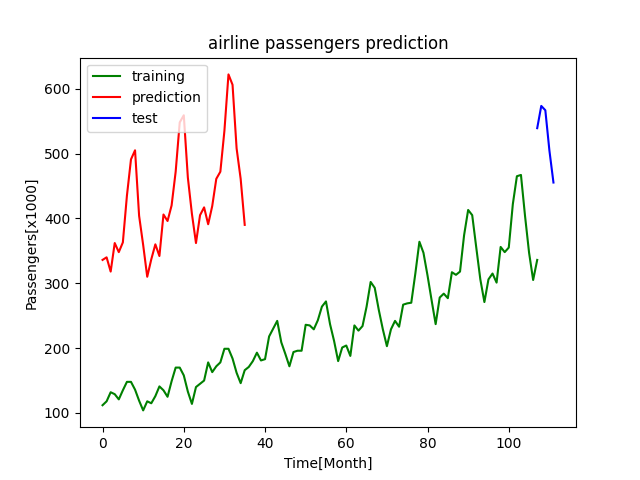 airline passengers prediction
training
prediction
test
Passengers[x1000]
600
500
400
300
200
100
0 20 40 60 80 100
Time[Month]